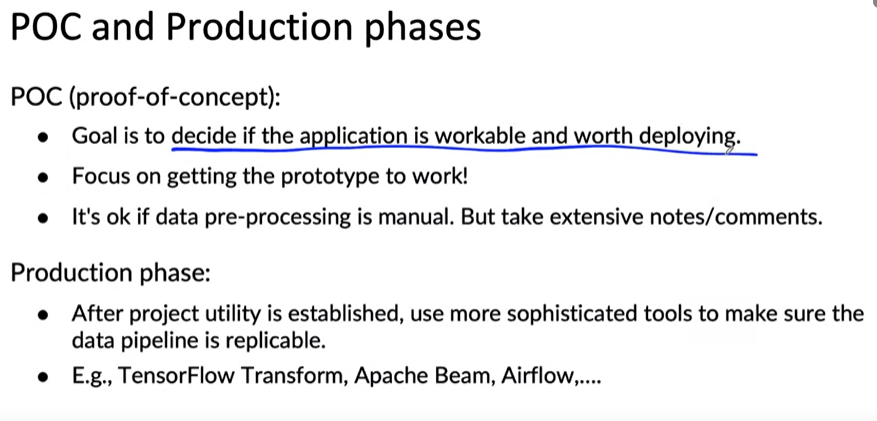 POC and Production phases
POC (proof-of-concept):
• Goal is to decide if the application is workable and worth deploying.
• Focus on getting the prototype to work!
• It's ok if data pre-processing is manual. But take extensive notes/comments.
Production phase:
• After project utility is established, use more sophisticated tools to make sure the
data pipeline is replicable.
• E.g., TensorFlow Transform, Apache Beam, Airflow,....